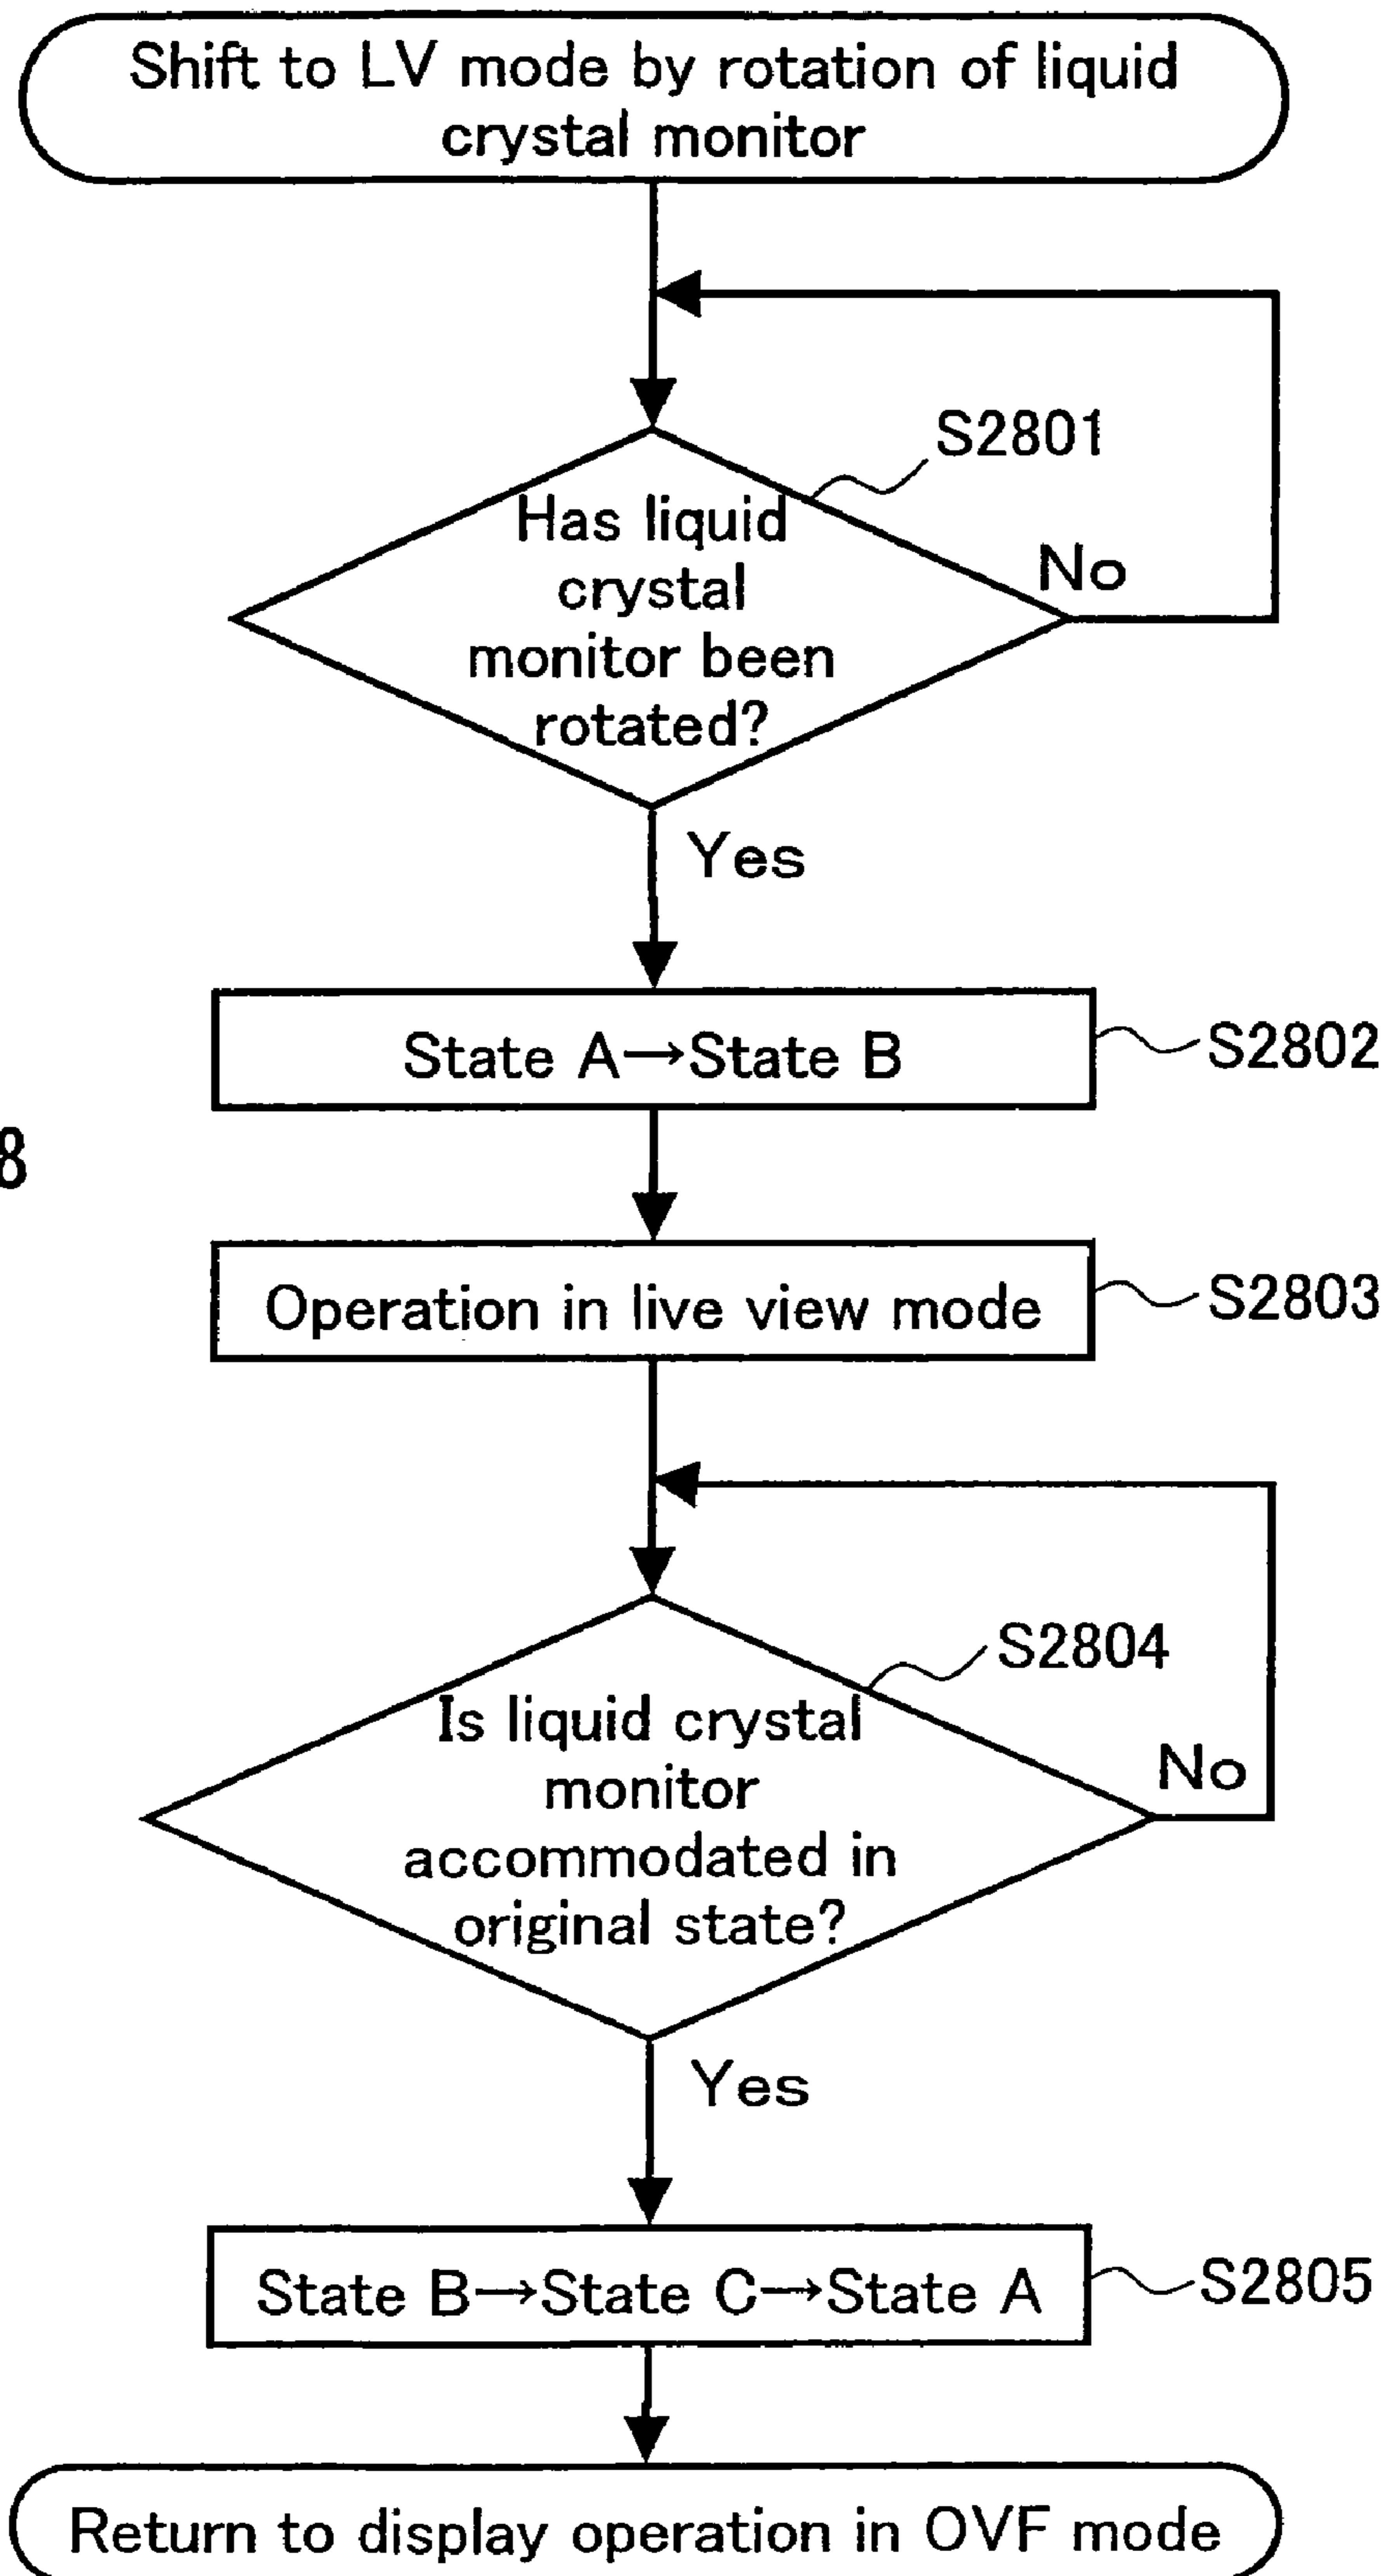 Shift to LV mode by rotation of liquid
crystal monitor
S2801
Has liquid
crystal
monitor been
rotated?
No
Yes
State A→State B
S2802
8
Operation in live view mode
S2803
S2804
Is liquid crystal
monitor
accommodated in
original state?
No
Yes
State B→State C→State A
S2805
Return to display operation in OVF mode